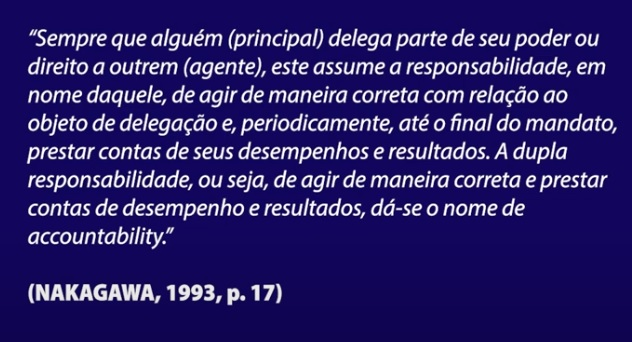 “Sempre que alguém (principal) delega parte de seu poder ou
direito a outrem (agente), este assume a responsabilidade, em
nome daquele, de agir de maneira correta com relação ao
objeto de delegação e, periodicamente, até o final do mandato,
prestar contas de seus desempenhos e resultados. A dupla
responsabilidade, ou seja, de agir de maneira correta e prestar
contas de desempenho e resultados, dá-se o nome de
accountability.”
(NAKAGAWA, 1993, p. 17)